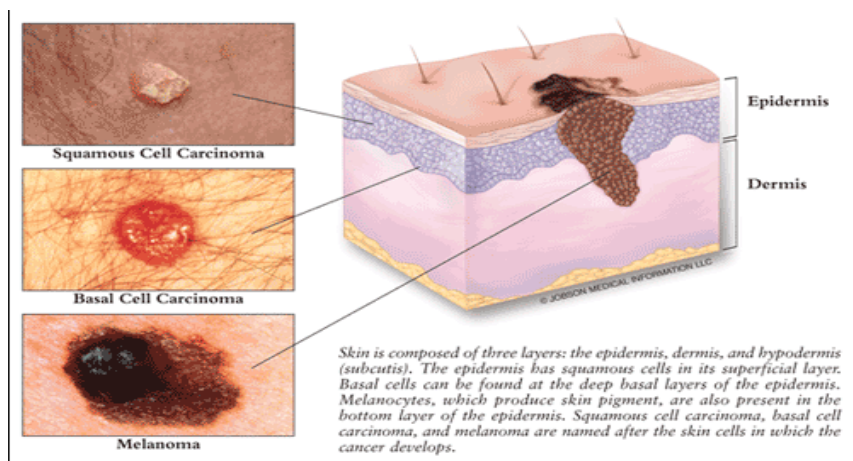 Squamous Cell Carcinoma
Basal Cell Carcinoma
Melanoma
Epidermis
Dermis
© JOBSON MEDICAL INFORMATION LLC
Skin is composed of three layers: the epidermis, dermis, and hypodermis
(subcutis). The epidermis has squamous cells in its superficial layer.
Basal cells can be found at the deep basal layers of the epidermis.
Melanocytes, which produce skin pigment, are also present in the
bottom layer of the epidermis. Squamous cell carcinoma, basal cell
carcinoma, and melanoma are named after the skin cells in which the
cancer develops.